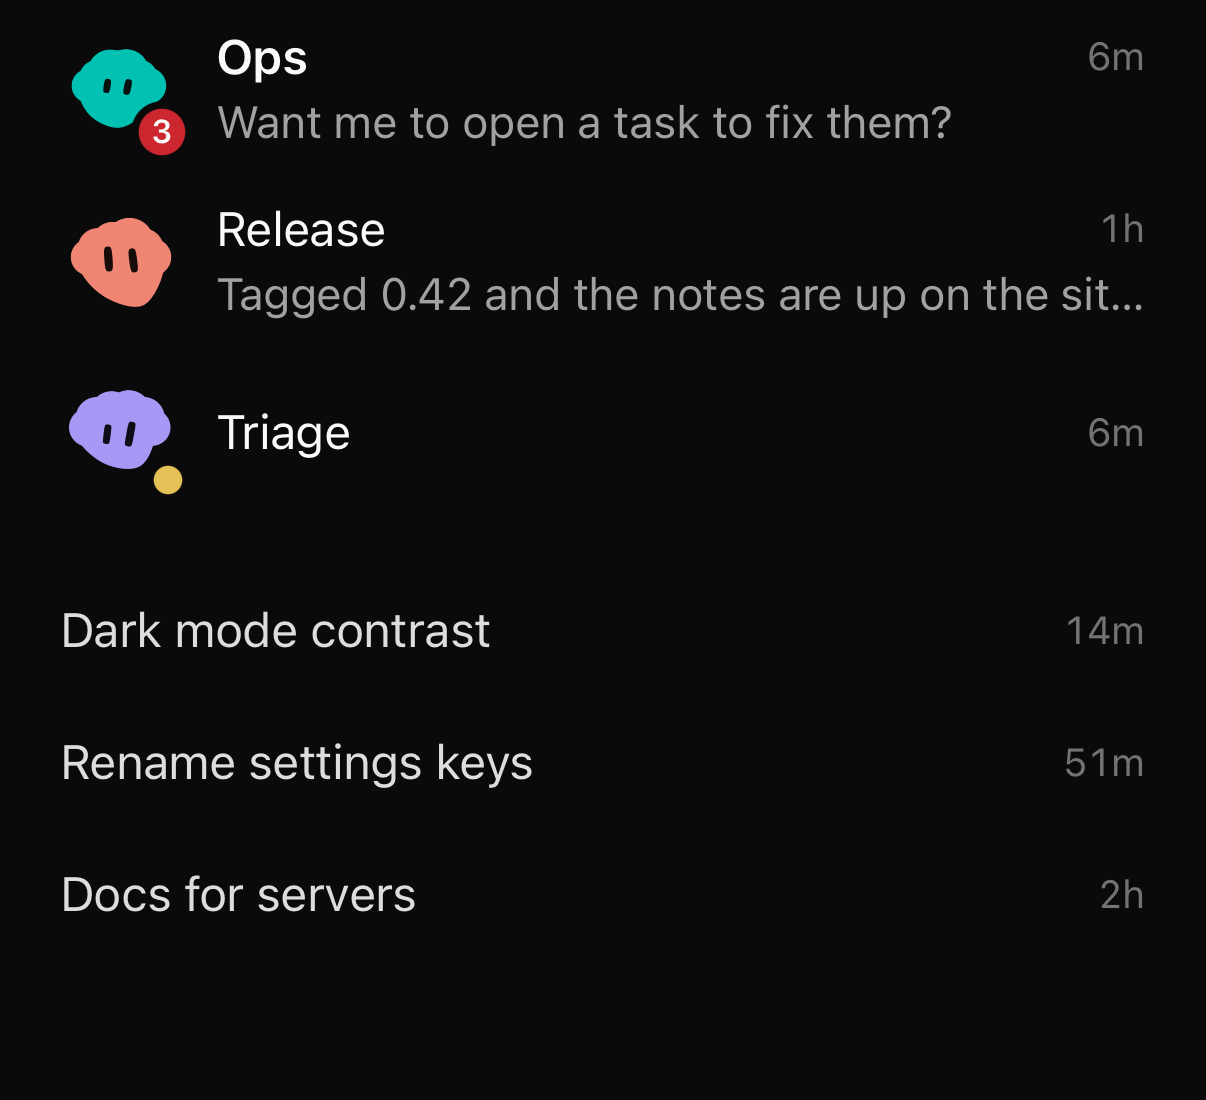 Ops 6m
Want me to open a task to fix them?
3
Release 1h
Tagged 0.42 and the notes are up on the sit...
Triage 6m
Dark mode contrast 14m
Rename settings keys 51m
Docs for servers 2h